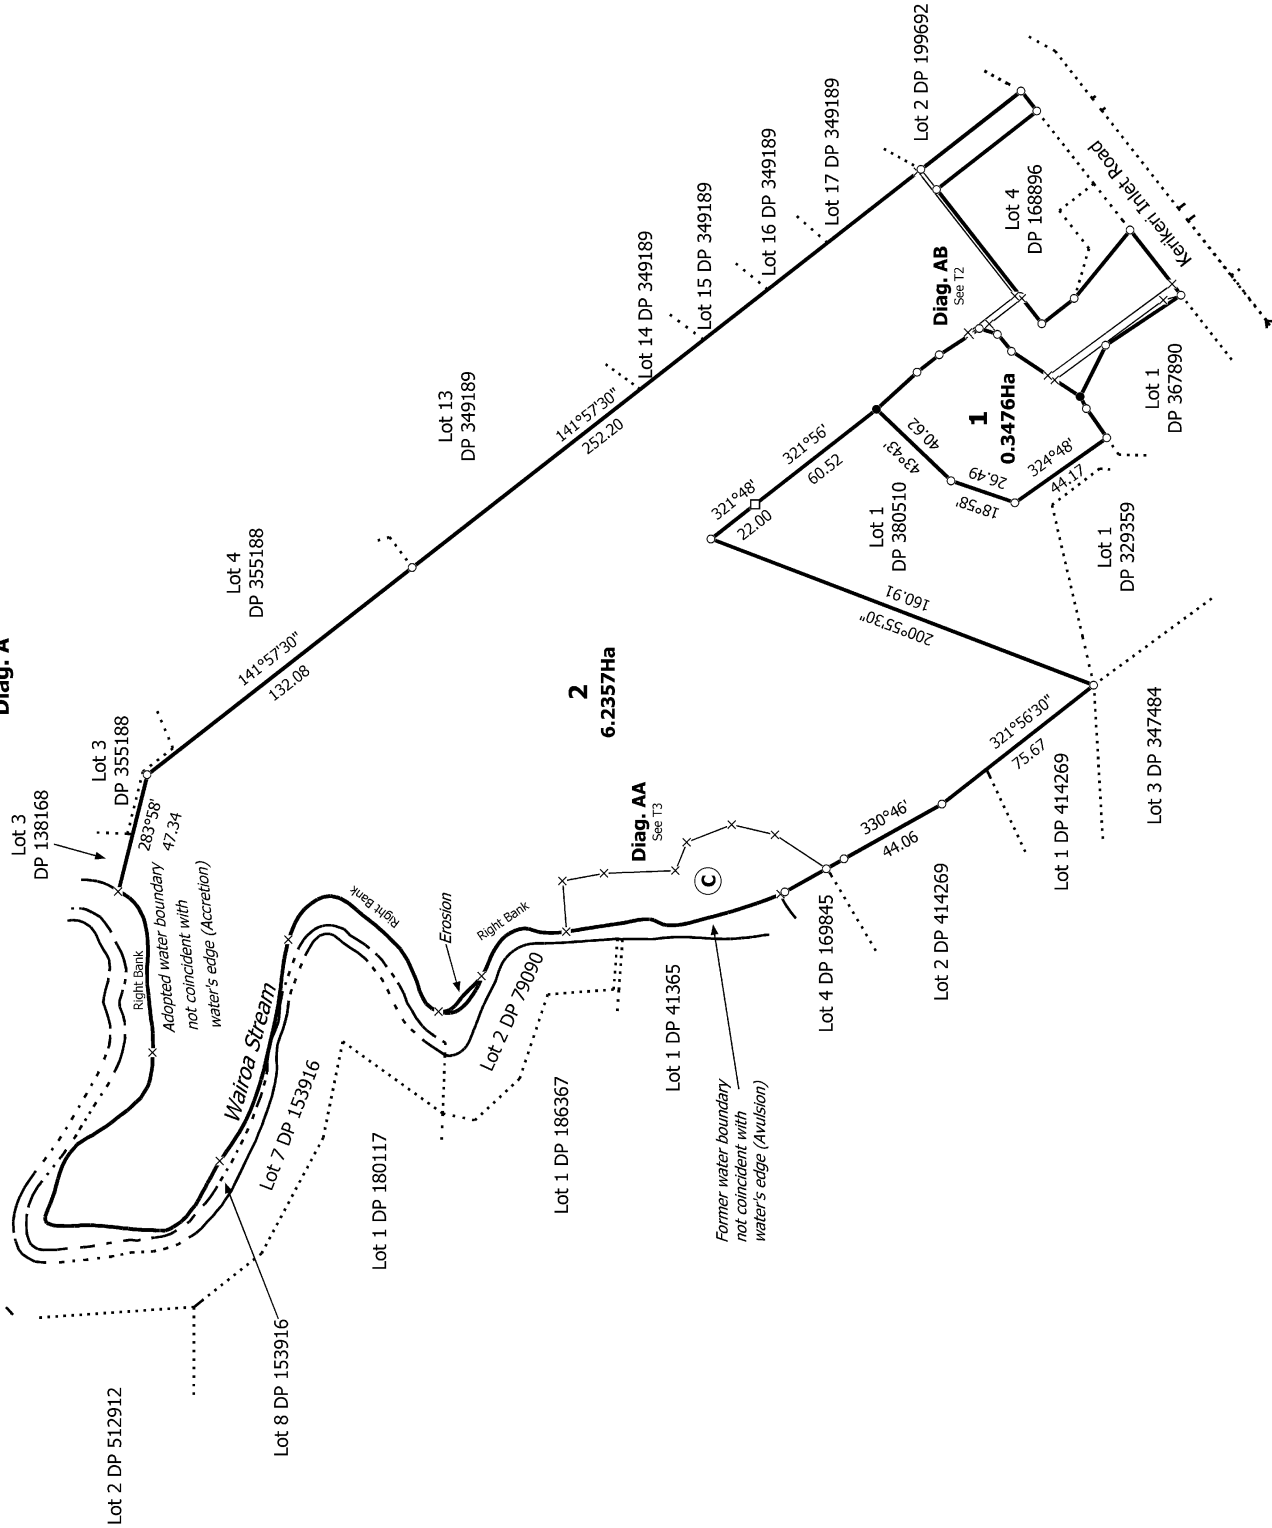 Diag. A
Lot 3
DP 138168
Lot 3
DP 355188
283°58'
47.34
Adopted water boundary
not coincident with
water's edge (Accretion)
Right Bank
Lot 4
DP 355188
141°57'30"
132.08
Lot 13
DP 349189
141°57'30"
252.20
Lot 14 DP 349189
Lot 15 DP 349189
Lot 16 DP 349189
Lot 17 DP 349189
Lot 2 DP 199692
Lot 4
DP 168896
Kerikeri Inlet Road
Diag. AB
See T2
1
0.3476Ha
Lot 1
DP 367890
321°56'
60.52
321°48'
22.00
40.62
43°43'
26.49
18°58'
324°48'
44.17
Lot 1
DP 380510
Lot 1
DP 329359
160.91
200°55'30"
2
6.2357Ha
321°56'30"
75.67
Lot 3 DP 347484
Lot 1 DP 414269
330°46'
44.06
Lot 2 DP 414269
Lot 4 DP 169845
Diag. AA
See T3
C
Right Bank
Erosion
Right Bank
Wairoa Stream
Lot 7 DP 153916
Lot 2 DP 79090
Lot 1 DP 41365
Lot 1 DP 186367
Lot 1 DP 180117
Former water boundary
not coincident with
water's edge (Avulsion)
Lot 8 DP 153916
Lot 2 DP 512912